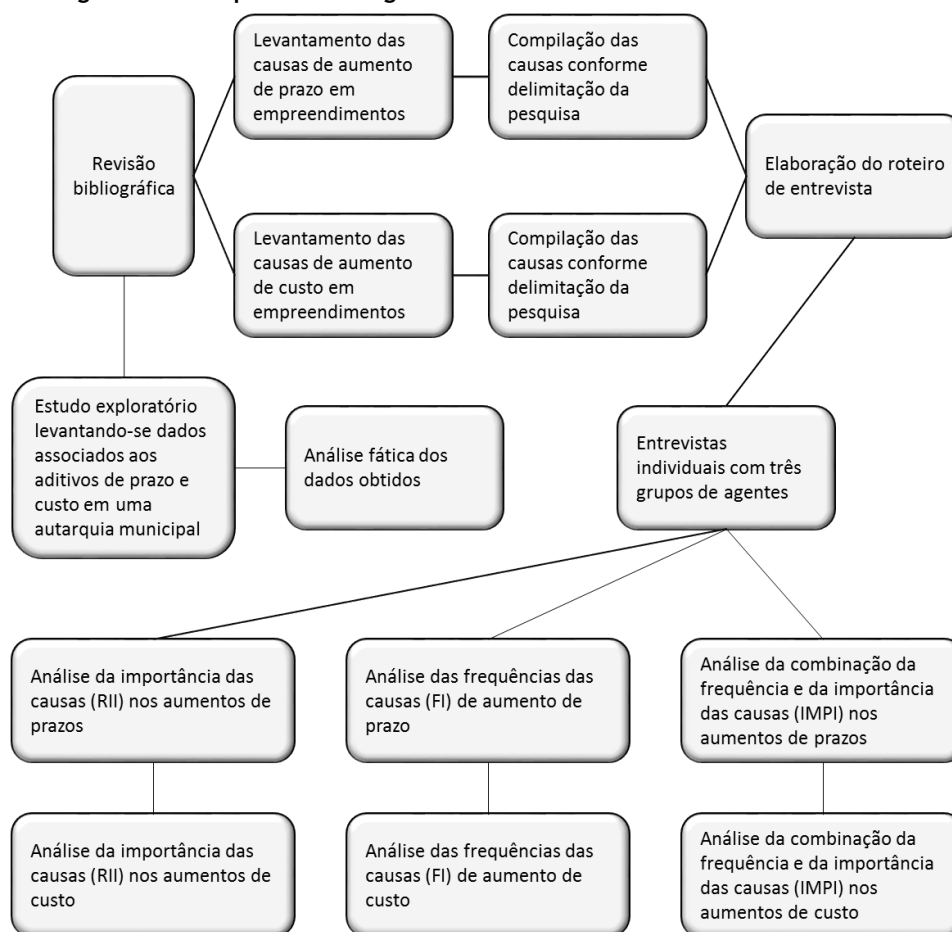 Levantamento das
causas de aumento
de prazo em
empreendimentos
Compilação das
causas conforme
delimitação da
pesquisa
Revisão
bibliográfica
Elaboração do roteiro
de entrevista
Levantamento das
causas de aumento
de custo em
empreendimentos
Compilação das
causas conforme
delimitação da
pesquisa
Estudo exploratório
levantando-se dados
associados aos
aditivos de prazo e
custo em uma
autarquia municipal
Análise fática dos
dados obtidos
Entrevistas
individuais com três
grupos de agentes
Análise da importância das
causas (RII) nos aumentos de
prazos
Análise das frequências das
causas (FI) de aumento de
prazo
Análise da combinação da
frequência e da importância
das causas (IMPI) nos
aumentos de prazos
Análise da importância das
causas (RII) nos aumentos de
custo
Análise das frequências das
causas (FI) de aumento de
custo
Análise da combinação da
frequência e da importância
das causas (IMPI) nos
aumentos de custo